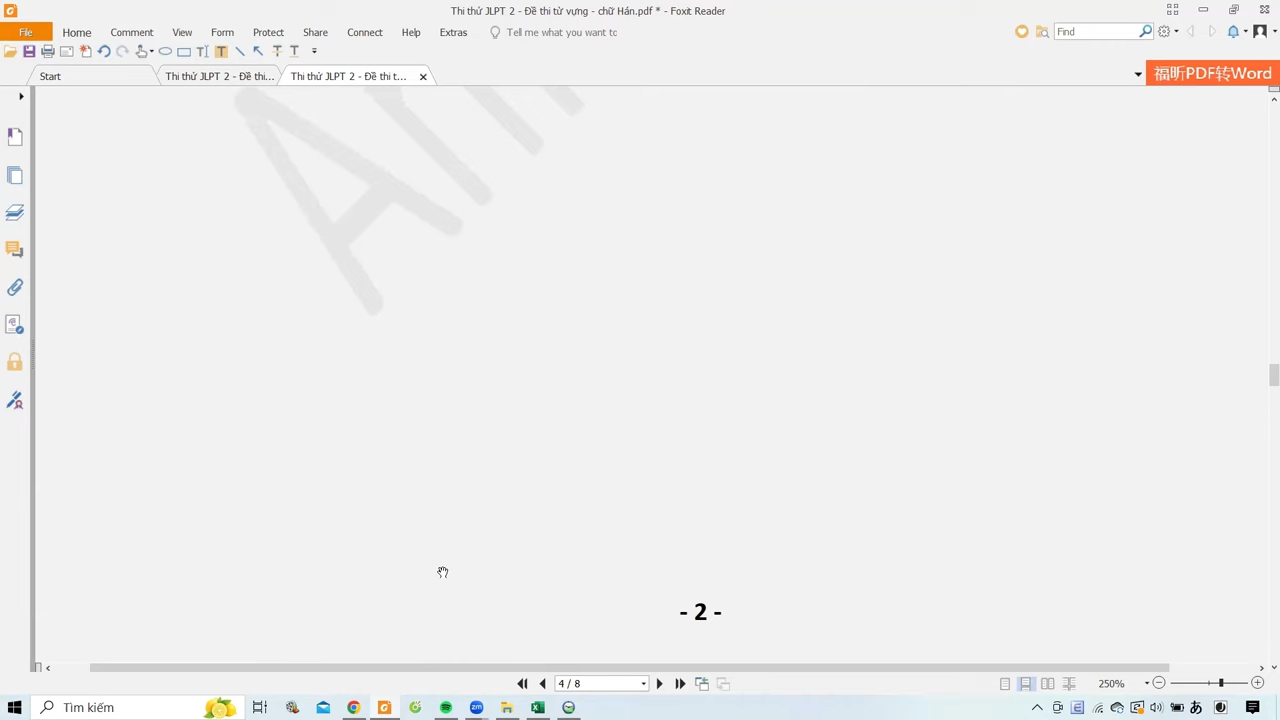 Thi thử JLPT 2 - Đề thi từ vựng - chữ Hán.pdf * - Foxit Reader
File Home Comment View Form Protect Share Connect Help Extras Tell me what you want to Find
Start Thi thử JLPT 2 - Đề thi... Thi thử JLPT 2 - Đề thi t... 福昕PDF转Word
- 2 -
4 / 8 250%
Tìm kiếm あ